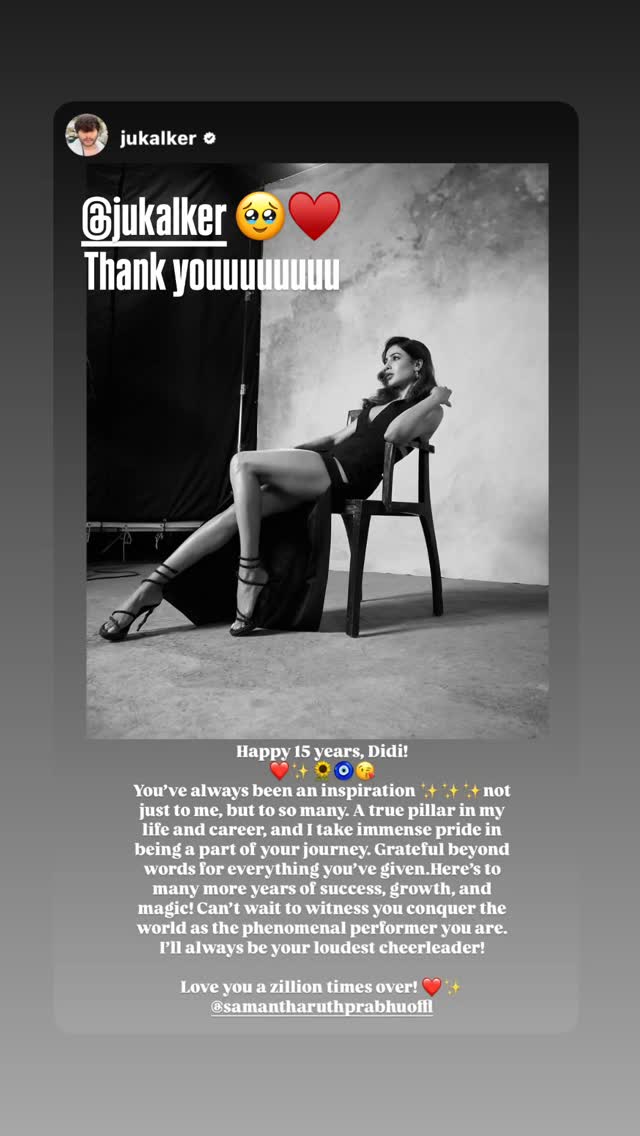 jukalker
@jukalker 🥹♥️
Thank youuuuuuuuu
Happy 15 years, Didi!
❤️✨🌻🧿😘
You've always been an inspiration ✨✨✨not
just to me, but to so many. A true pillar in my
life and career, and I take immense pride in
being a part of your journey. Grateful beyond
words for everything you've given.Here's to
many more years of success, growth, and
magic! Can't wait to witness you conquer the
world as the phenomenal performer you are.
I'll always be your loudest cheerleader!
Love you a zillion times over! ❤️✨
@samantharuthprabhuoffl